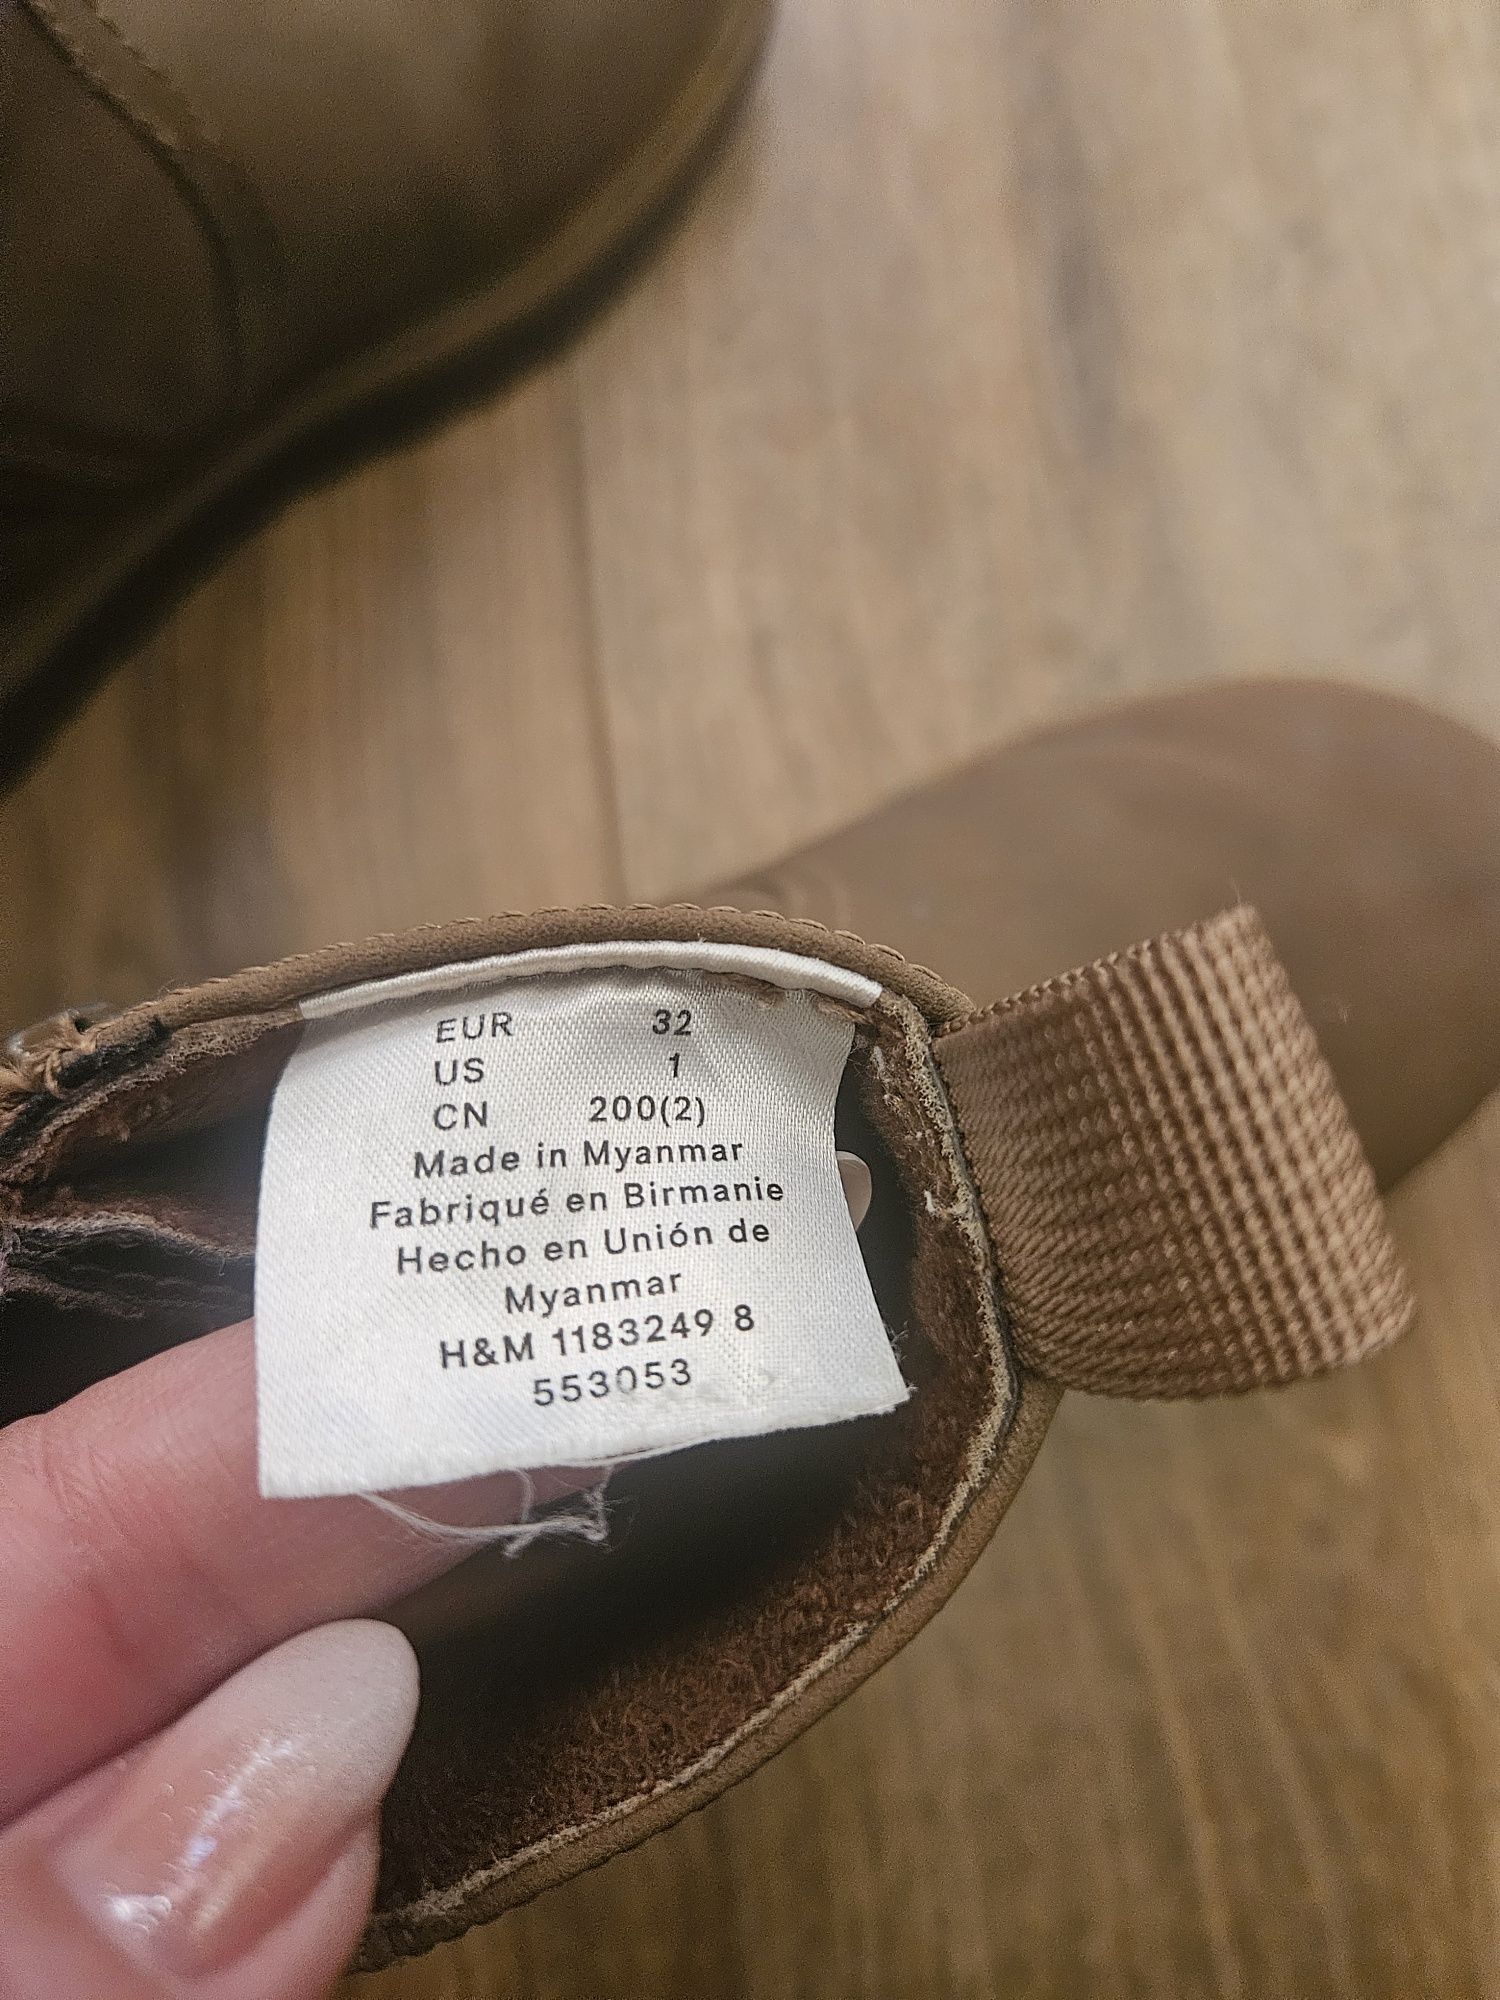 EUR 32
US 1
CN 200(2)
Made in Myanmar
Fabriqué en Birmanie
Hecho en Unión de
Myanmar
H&M 1183249 8
553053